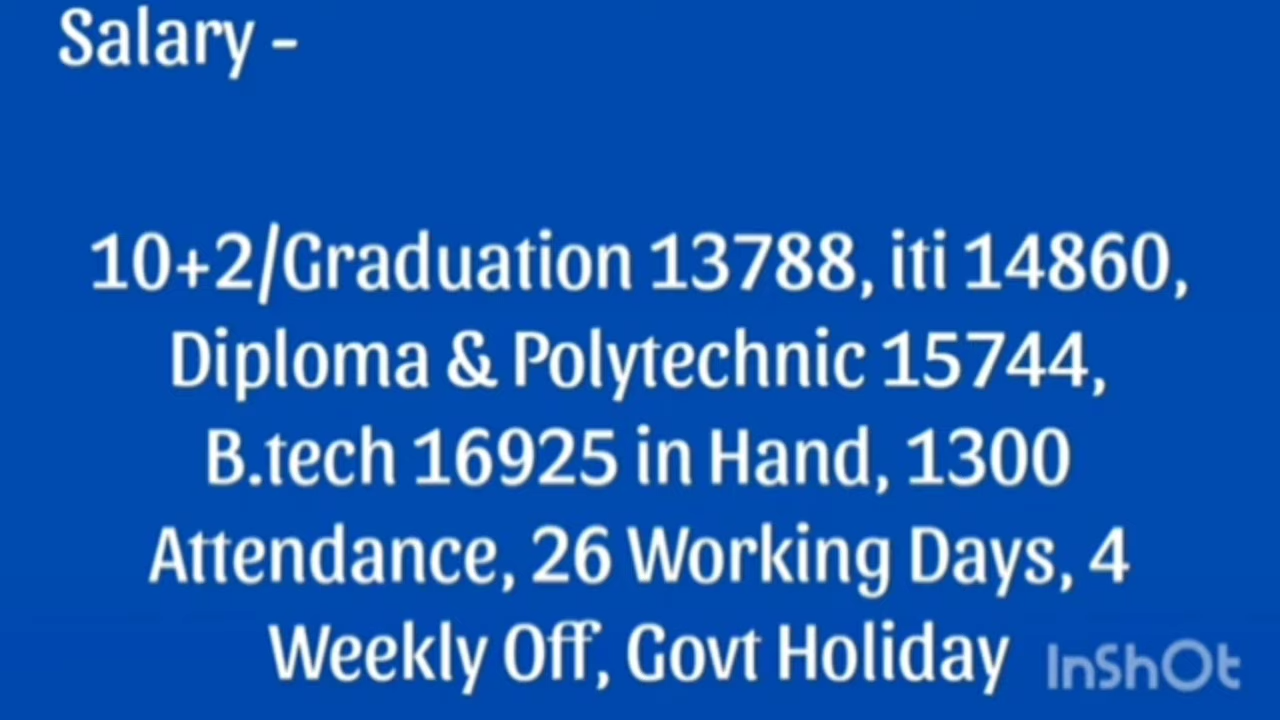 Salary -
10+2/Graduation 13788, iti 14860,
Diploma & Polytechnic 15744,
B.tech 16925 in Hand, 1300
Attendance, 26 Working Days, 4
Weekly Off, Govt Holiday
InShOt